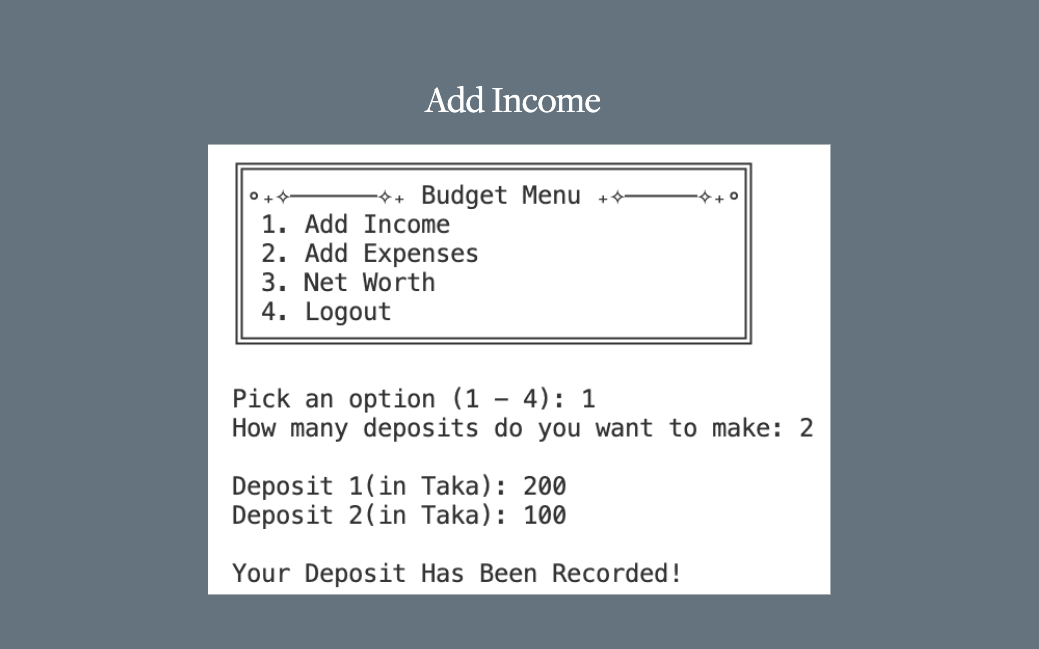 Add Income
∘₊✧──────✧₊ Budget Menu ₊✧─────✧₊∘
1. Add Income
2. Add Expenses
3. Net Worth
4. Logout
Pick an option (1 – 4): 1
How many deposits do you want to make: 2
Deposit 1(in Taka): 200
Deposit 2(in Taka): 100
Your Deposit Has Been Recorded!